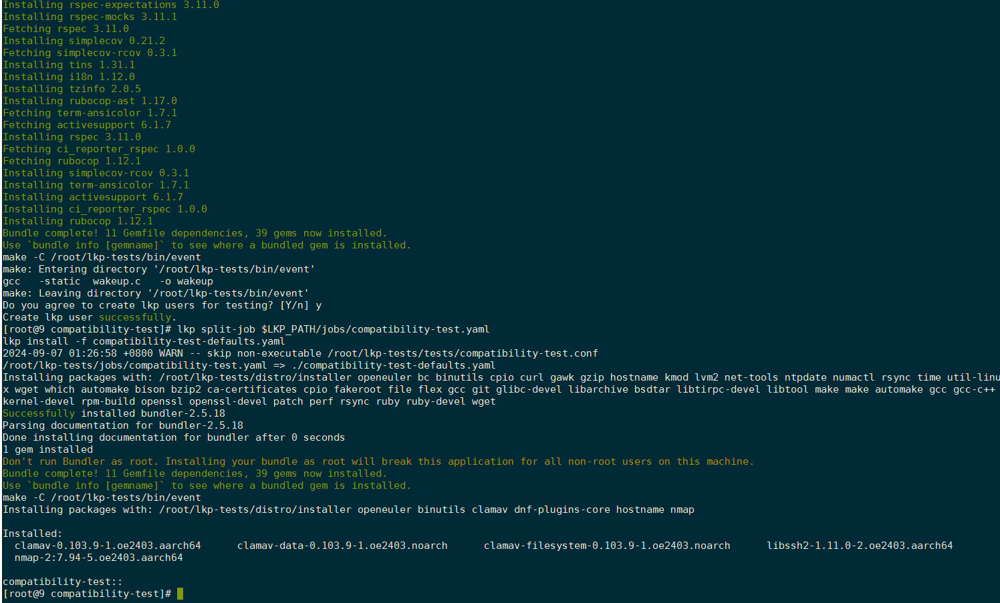 Installing rspec-expectations 3.11.0
Installing rspec-mocks 3.11.1
Fetching rspec 3.11.0
Installing simplecov 0.21.2
Fetching simplecov-rcov 0.3.1
Installing tins 1.31.1
Installing i18n 1.12.0
Installing tzinfo 2.0.5
Installing rubocop-ast 1.17.0
Fetching term-ansicolor 1.7.1
Fetching activesupport 6.1.7
Installing rspec 3.11.0
Fetching ci_reporter_rspec 1.0.0
Fetching rubocop 1.12.1
Installing simplecov-rcov 0.3.1
Installing term-ansicolor 1.7.1
Installing activesupport 6.1.7
Installing ci_reporter_rspec 1.0.0
Installing rubocop 1.12.1
Bundle complete! 11 Gemfile dependencies, 39 gems now installed.
Use `bundle info [gemname]` to see where a bundled gem is installed.
make -C /root/lkp-tests/bin/event
make: Entering directory '/root/lkp-tests/bin/event'
gcc   -static  wakeup.c   -o wakeup
make: Leaving directory '/root/lkp-tests/bin/event'
Do you agree to create lkp users for testing? [Y/n] y
Create lkp user successfully.
[root@9 compatibility-test]# lkp split-job $LKP_PATH/jobs/compatibility-test.yaml
lkp install -f compatibility-test-defaults.yaml
2024-09-07 01:26:58 +0800 WARN -- skip non-executable /root/lkp-tests/tests/compatibility-test.conf
/root/lkp-tests/jobs/compatibility-test.yaml => ./compatibility-test-defaults.yaml
Installing packages with: /root/lkp-tests/distro/installer openeuler bc binutils cpio curl gawk gzip hostname kmod lvm2 net-tools ntpdate numactl rsync time util-linu
x wget which automake bison bzip2 ca-certificates cpio fakeroot file flex gcc git glibc-devel libarchive bsdtar libtirpc-devel libtool make make automake gcc gcc-c++
kernel-devel rpm-build openssl openssl-devel patch perf rsync ruby ruby-devel wget
Successfully installed bundler-2.5.18
Parsing documentation for bundler-2.5.18
Done installing documentation for bundler after 0 seconds
1 gem installed
Don't run Bundler as root. Installing your bundle as root will break this application for all non-root users on this machine.
Bundle complete! 11 Gemfile dependencies, 39 gems now installed.
Use `bundle info [gemname]` to see where a bundled gem is installed.
make -C /root/lkp-tests/bin/event
Installing packages with: /root/lkp-tests/distro/installer openeuler binutils clamav dnf-plugins-core hostname nmap
Installed:
clamav-0.103.9-1.oe2403.aarch64      clamav-data-0.103.9-1.oe2403.noarch      clamav-filesystem-0.103.9-1.oe2403.noarch      libssh2-1.11.0-2.oe2403.aarch64
nmap-2:7.94-5.oe2403.aarch64
compatibility-test::
[root@9 compatibility-test]#